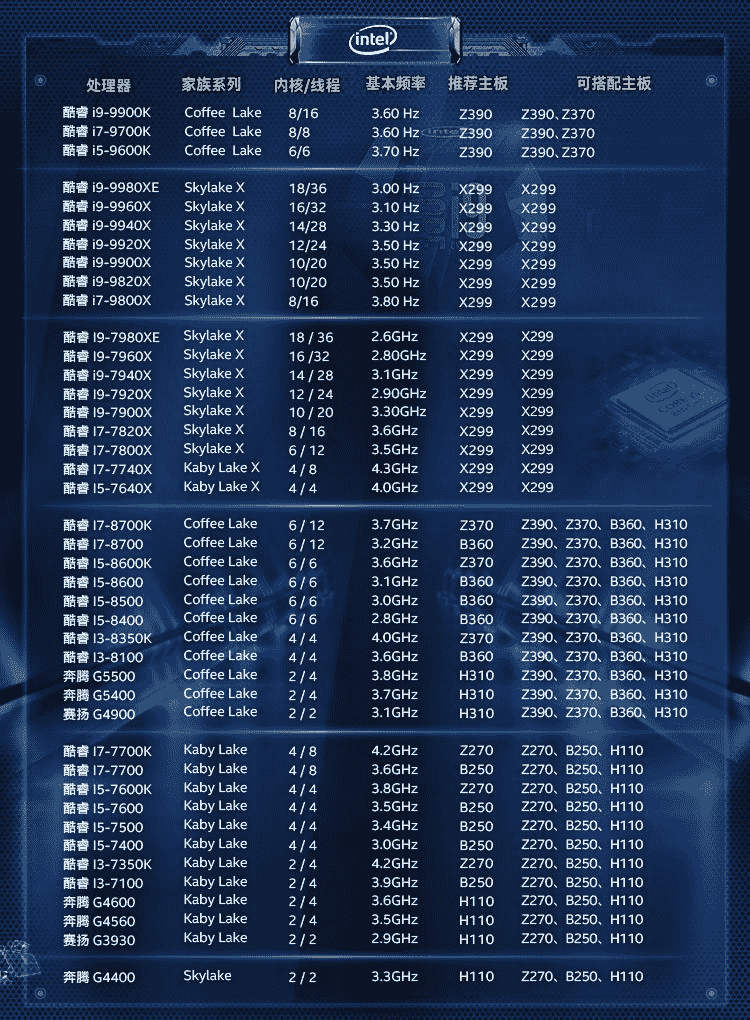 intel
处理器 家族系列 内核/线程 基本频率 推荐主板 可搭配主板
酷睿 i9-9900K Coffee Lake 8/16 3.60 Hz Z390 Z390、Z370
酷睿 i7-9700K Coffee Lake 8/8 3.60 Hz Z390 Z390、Z370
酷睿 i5-9600K Coffee Lake 6/6 3.70 Hz Z390 Z390、Z370
酷睿 i9-9980XE Skylake X 18/36 3.00 Hz X299 X299
酷睿 i9-9960X Skylake X 16/32 3.10 Hz X299 X299
酷睿 i9-9940X Skylake X 14/28 3.30 Hz X299 X299
酷睿 i9-9920X Skylake X 12/24 3.50 Hz X299 X299
酷睿 i9-9900X Skylake X 10/20 3.50 Hz X299 X299
酷睿 i9-9820X Skylake X 10/20 3.50 Hz X299 X299
酷睿 i7-9800X Skylake X 8/16 3.80 Hz X299 X299
酷睿 I9-7980XE Skylake X 18 / 36 2.6GHz X299 X299
酷睿 I9-7960X Skylake X 16 /32 2.80GHz X299 X299
酷睿 i9-7940X Skylake X 14 / 28 3.1GHz X299 X299
酷睿 I9-7920X Skylake X 12 / 24 2.90GHz X299 X299
酷睿 I9-7900X Skylake X 10 / 20 3.30GHz X299 X299
酷睿 I7-7820X Skylake X 8 / 16 3.6GHz X299 X299
酷睿 I7-7800X Skylake X 6 / 12 3.5GHz X299 X299
酷睿 I7-7740X Kaby Lake X 4 / 8 4.3GHz X299 X299
酷睿 I5-7640X Kaby Lake X 4 / 4 4.0GHz X299 X299
酷睿 I7-8700K Coffee Lake 6 / 12 3.7GHz Z370 Z390、Z370、B360、H310
酷睿 I7-8700 Coffee Lake 6 / 12 3.2GHz B360 Z390、Z370、B360、H310
酷睿 I5-8600K Coffee Lake 6 / 6 3.6GHz Z370 Z390、Z370、B360、H310
酷睿 I5-8600 Coffee Lake 6 / 6 3.1GHz B360 Z390、Z370、B360、H310
酷睿 I5-8500 Coffee Lake 6 / 6 3.0GHz B360 Z390、Z370、B360、H310
酷睿 I5-8400 Coffee Lake 6 / 6 2.8GHz B360 Z390、Z370、B360、H310
酷睿 I3-8350K Coffee Lake 4 / 4 4.0GHz Z370 Z390、Z370、B360、H310
酷睿 I3-8100 Coffee Lake 4 / 4 3.6GHz B360 Z390、Z370、B360、H310
奔腾 G5500 Coffee Lake 2 / 4 3.8GHz H310 Z390、Z370、B360、H310
奔腾 G5400 Coffee Lake 2 / 4 3.7GHz H310 Z390、Z370、B360、H310
赛扬 G4900 Coffee Lake 2 / 2 3.1GHz H310 Z390、Z370、B360、H310
酷睿 I7-7700K Kaby Lake 4 / 8 4.2GHz Z270 Z270、B250、H110
酷睿 I7-7700 Kaby Lake 4 / 8 3.6GHz B250 Z270、B250、H110
酷睿 I5-7600K Kaby Lake 4 / 4 3.8GHz Z270 Z270、B250、H110
酷睿 I5-7600 Kaby Lake 4 / 4 3.5GHz B250 Z270、B250、H110
酷睿 I5-7500 Kaby Lake 4 / 4 3.4GHz B250 Z270、B250、H110
酷睿 I5-7400 Kaby Lake 4 / 4 3.0GHz B250 Z270、B250、H110
酷睿 I3-7350K Kaby Lake 2 / 4 4.2GHz Z270 Z270、B250、H110
酷睿 I3-7100 Kaby Lake 2 / 4 3.9GHz B250 Z270、B250、H110
奔腾 G4600 Kaby Lake 2 / 4 3.6GHz H110 Z270、B250、H110
奔腾 G4560 Kaby Lake 2 / 4 3.5GHz H110 Z270、B250、H110
赛扬 G3930 Kaby Lake 2 / 2 2.9GHz H110 Z270、B250、H110
奔腾 G4400 Skylake 2 / 2 3.3GHz H110 Z270、B250、H110